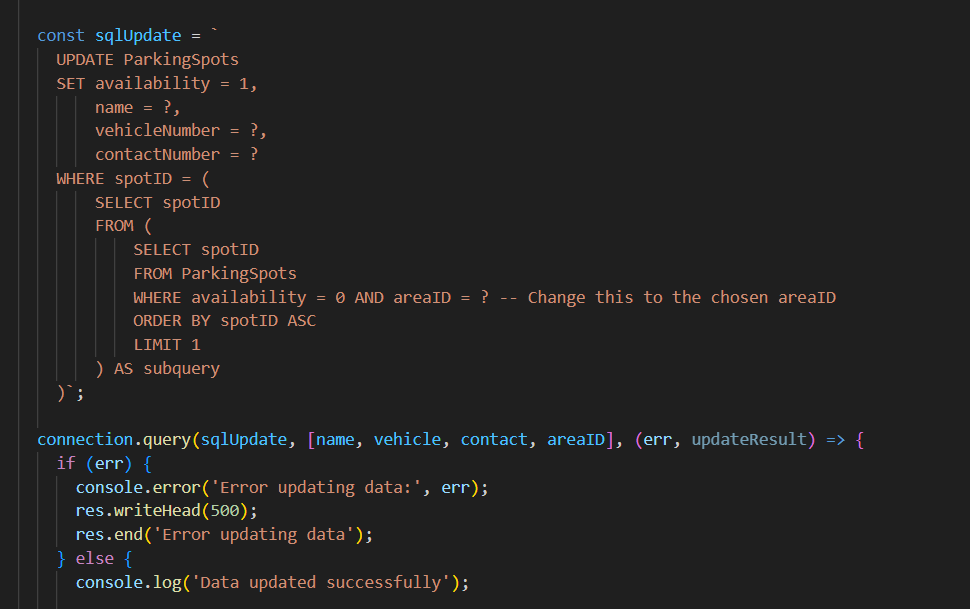 const sqlUpdate = `
UPDATE ParkingSpots
SET availability = 1,
name = ?,
vehicleNumber = ?,
contactNumber = ?
WHERE spotID = (
SELECT spotID
FROM (
SELECT spotID
FROM ParkingSpots
WHERE availability = 0 AND areaID = ? -- Change this to the chosen areaID
ORDER BY spotID ASC
LIMIT 1
) AS subquery
)`;
connection.query(sqlUpdate, [name, vehicle, contact, areaID], (err, updateResult) => {
if (err) {
console.error('Error updating data:', err);
res.writeHead(500);
res.end('Error updating data');
} else {
console.log('Data updated successfully');